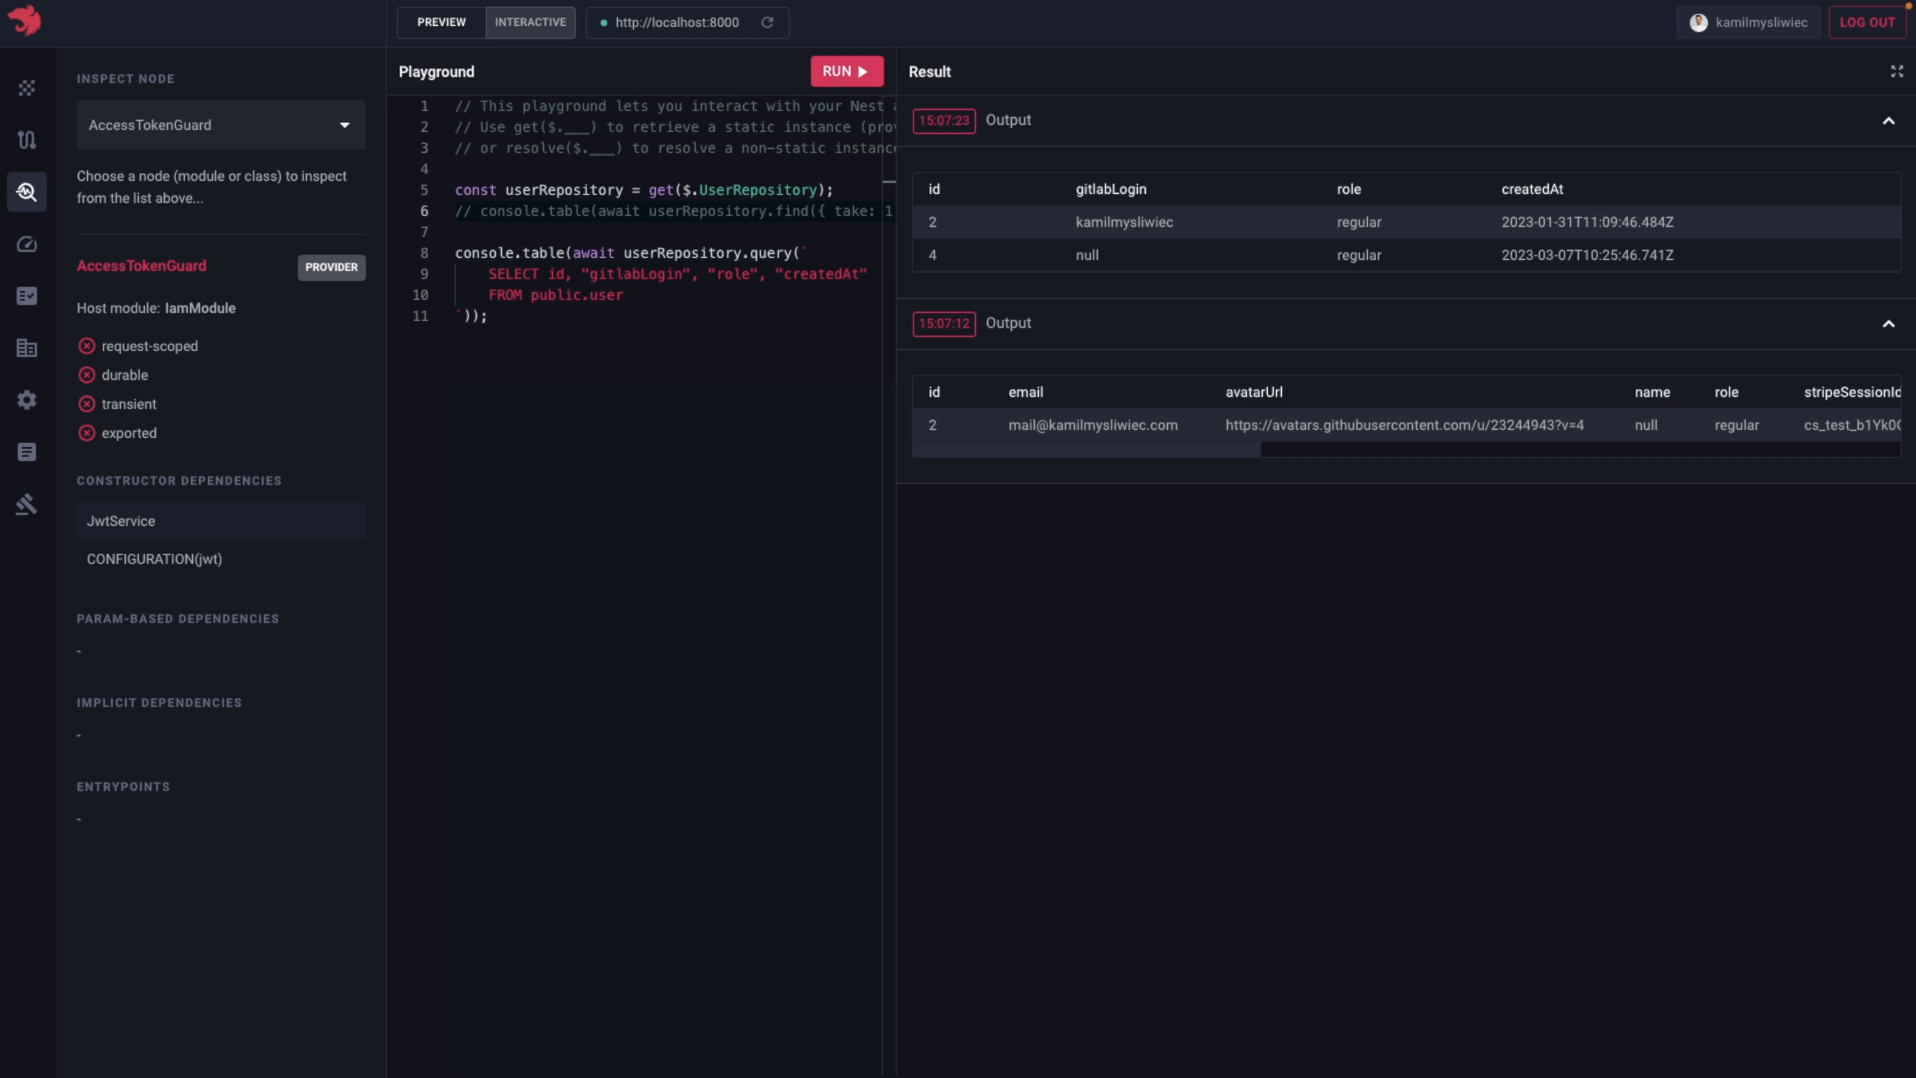 PREVIEW
INTERACTIVE
http://localhost:8000
kamilmysliwiec
LOG OUT
INSPECT NODE
AccessTokenGuard
Choose a node (module or class) to inspect
from the list above...
AccessTokenGuard
PROVIDER
Host module: IamModule
request-scoped
durable
transient
exported
CONSTRUCTOR DEPENDENCIES
JwtService
CONFIGURATION(jwt)
PARAM-BASED DEPENDENCIES
-
IMPLICIT DEPENDENCIES
-
ENTRYPOINTS
-
Playground
RUN
1 // This playground lets you interact with your Nest a
2 // Use get($.___) to retrieve a static instance (prov
3 // or resolve($.___) to resolve a non-static instance
4
5 const userRepository = get($.UserRepository);
6 // console.table(await userRepository.find({ take: 1
7
8 console.table(await userRepository.query(`
9 SELECT id, "gitlabLogin", "role", "createdAt"
10 FROM public.user
11 `));
Result
15:07:23 Output
id gitlabLogin role createdAt
2 kamilmysliwiec regular 2023-01-31T11:09:46.484Z
4 null regular 2023-03-07T10:25:46.741Z
15:07:12 Output
id email avatarUrl name role stripeSessionId
2 mail@kamilmysliwiec.com https://avatars.githubusercontent.com/u/23244943?v=4 null regular cs_test_b1Yk0